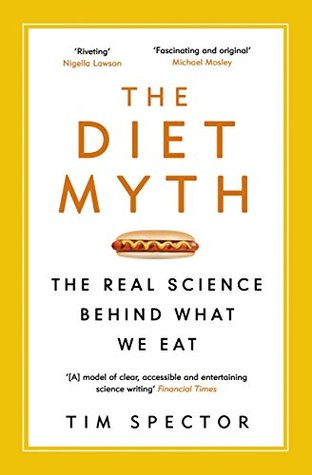 ‘Riveting’
Nigella Lawson
‘Fascinating and original’
Michael Mosley
THE
DIET
MYTH
THE REAL SCIENCE
BEHIND WHAT
WE EAT
‘[A] model of clear, accessible and entertaining
science writing’ Financial Times
TIM SPECTOR